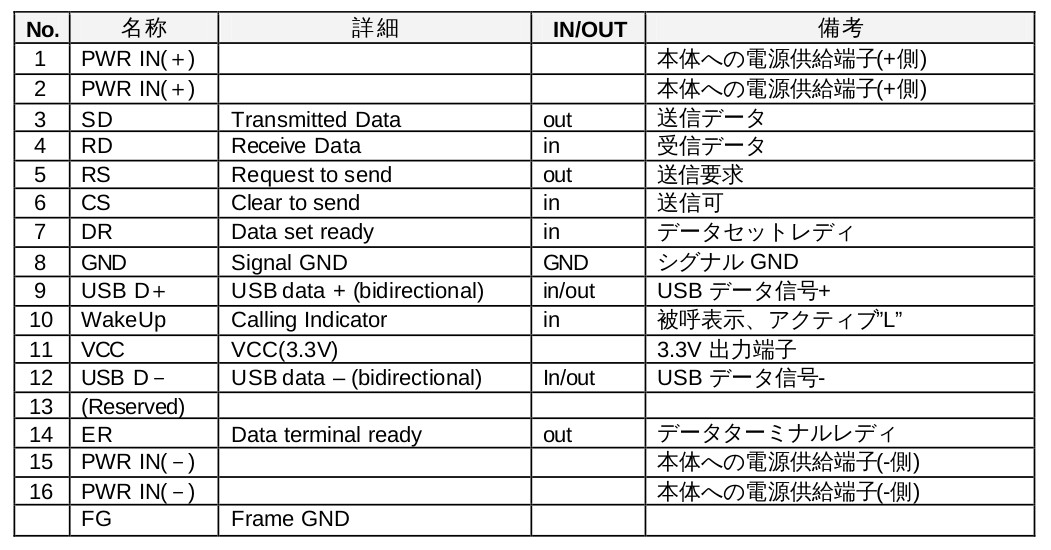 No. 名称 詳細 IN/OUT 備考
1 PWR IN(＋) 本体への電源供給端子(+側)
2 PWR IN(＋) 本体への電源供給端子(+側)
3 SD Transmitted Data out 送信データ
4 RD Receive Data in 受信データ
5 RS Request to send out 送信要求
6 CS Clear to send in 送信可
7 DR Data set ready in データセットレディ
8 GND Signal GND GND シグナル GND
9 USB D＋ USB data + (bidirectional) in/out USB データ信号+
10 WakeUp Calling Indicator in 被呼表示、アクティブ”L”
11 VCC VCC(3.3V) 3.3V 出力端子
12 USB D－ USB data – (bidirectional) In/out USB データ信号-
13 (Reserved)
14 ER Data terminal ready out データターミナルレディ
15 PWR IN(－) 本体への電源供給端子(-側)
16 PWR IN(－) 本体への電源供給端子(-側)
FG Frame GND